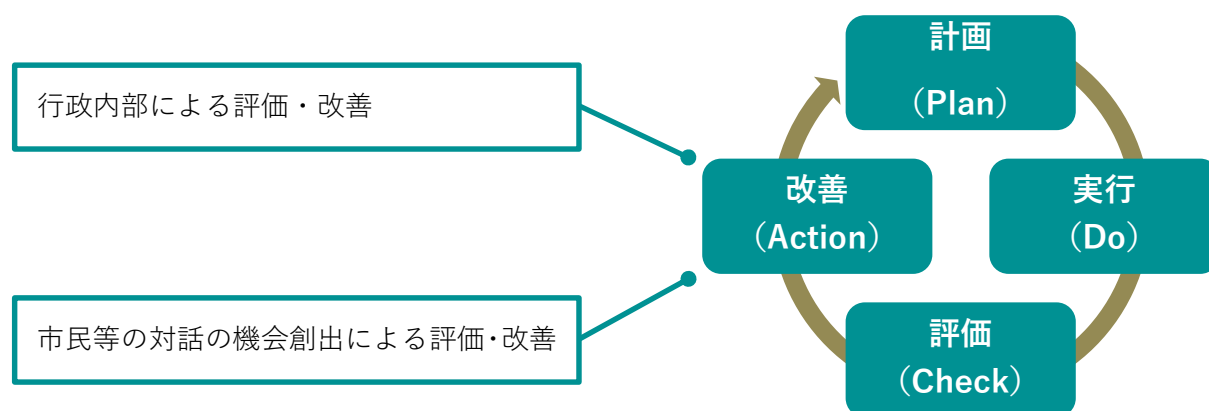 計画
（Plan）
行政内部による評価・改善
改善
（Action）
実行
（Do）
市民等の対話の機会創出による評価・改善
評価
（Check）